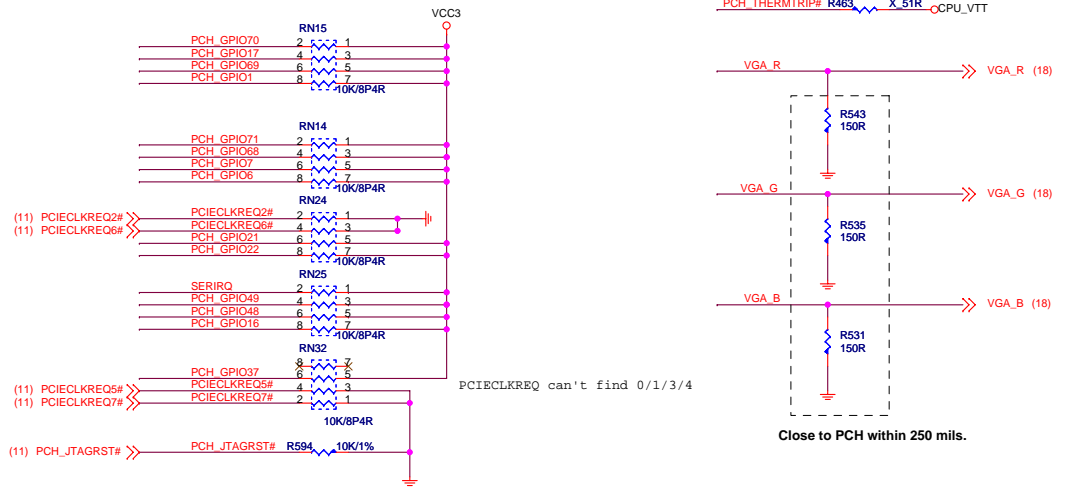 VCC3
RN15
PCH_GPIO70 2 1
PCH_GPIO17 4 3
PCH_GPIO69 6 5
PCH_GPIO1 8 7
10K/8P4R
RN14
PCH_GPIO71 2 1
PCH_GPIO68 4 3
PCH_GPIO7 6 5
PCH_GPIO6 8 7
10K/8P4R
RN24
(11) PCIECLKREQ2# PCIECLKREQ2# 2 1
(11) PCIECLKREQ6# PCIECLKREQ6# 4 3
PCH_GPIO21 6 5
PCH_GPIO22 8 7
10K/8P4R
RN25
SERIRQ 2 1
PCH_GPIO49 4 3
PCH_GPIO48 6 5
PCH_GPIO16 8 7
10K/8P4R
RN32
8 7
PCH_GPIO37 6 5
(11) PCIECLKREQ5# PCIECLKREQ5# 4 3
(11) PCIECLKREQ7# PCIECLKREQ7# 2 1
10K/8P4R
PCIECLKREQ can't find 0/1/3/4
(11) PCH_JTAGRST# PCH_JTAGRST# R594 10K/1%
PCH_THERMTRIP# R463 X_51R CPU_VTT
VGA_R VGA_R (18)
R543
150R
VGA_G VGA_G (18)
R535
150R
VGA_B VGA_B (18)
R531
150R
Close to PCH within 250 mils.